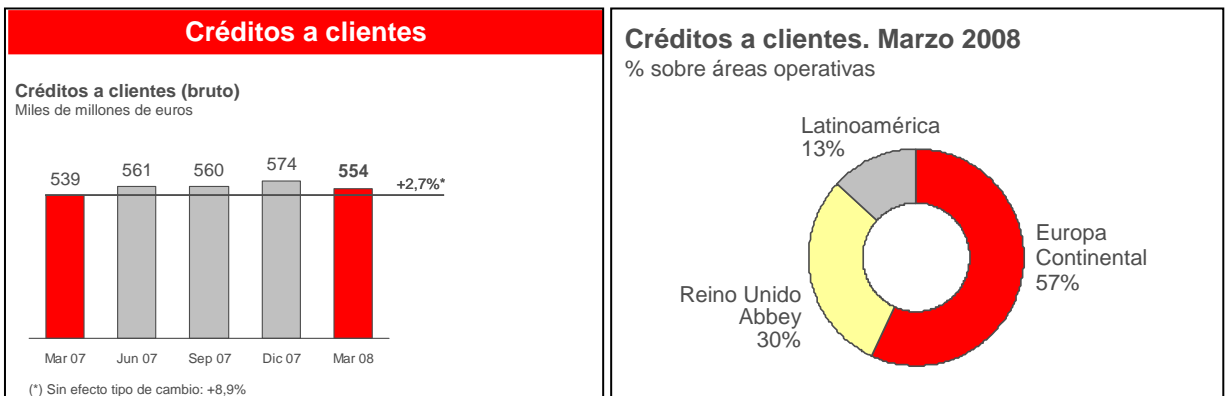 Créditos a clientes
Créditos a clientes (bruto)
Miles de millones de euros
539
561
560
574
554
+2,7%*
Mar 07
Jun 07
Sep 07
Dic 07
Mar 08
(*) Sin efecto tipo de cambio: +8,9%
Créditos a clientes. Marzo 2008
% sobre áreas operativas
Latinoamérica
13%
Europa
Continental
57%
Reino Unido
Abbey
30%